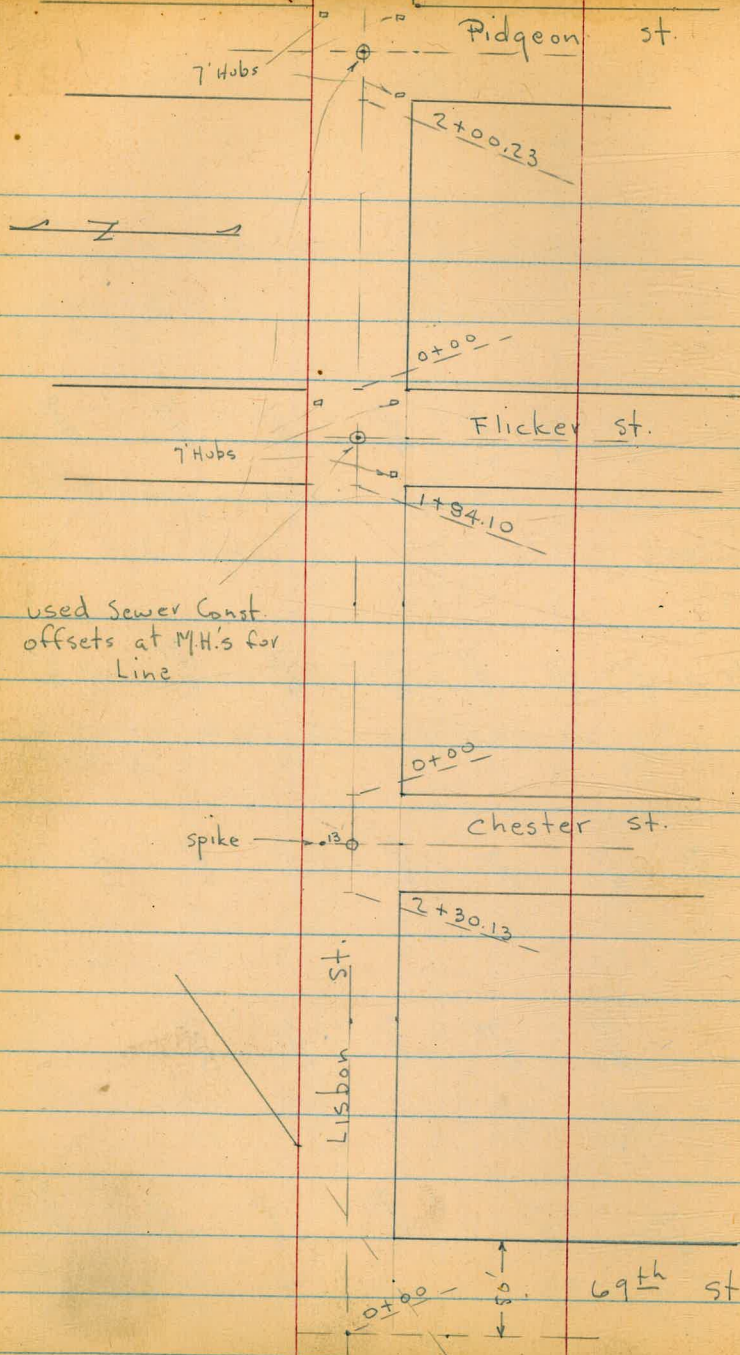 Pidgeon st.
7' Hubs
2+00.23
Z
0+00
Flicker st.
7' Hubs
1+84.10
used Sewer Const.
offsets at M.H.'s for
Line
0+00
Chester st.
spike .13
2+30.13
Lisbon St.
69th St
0+00